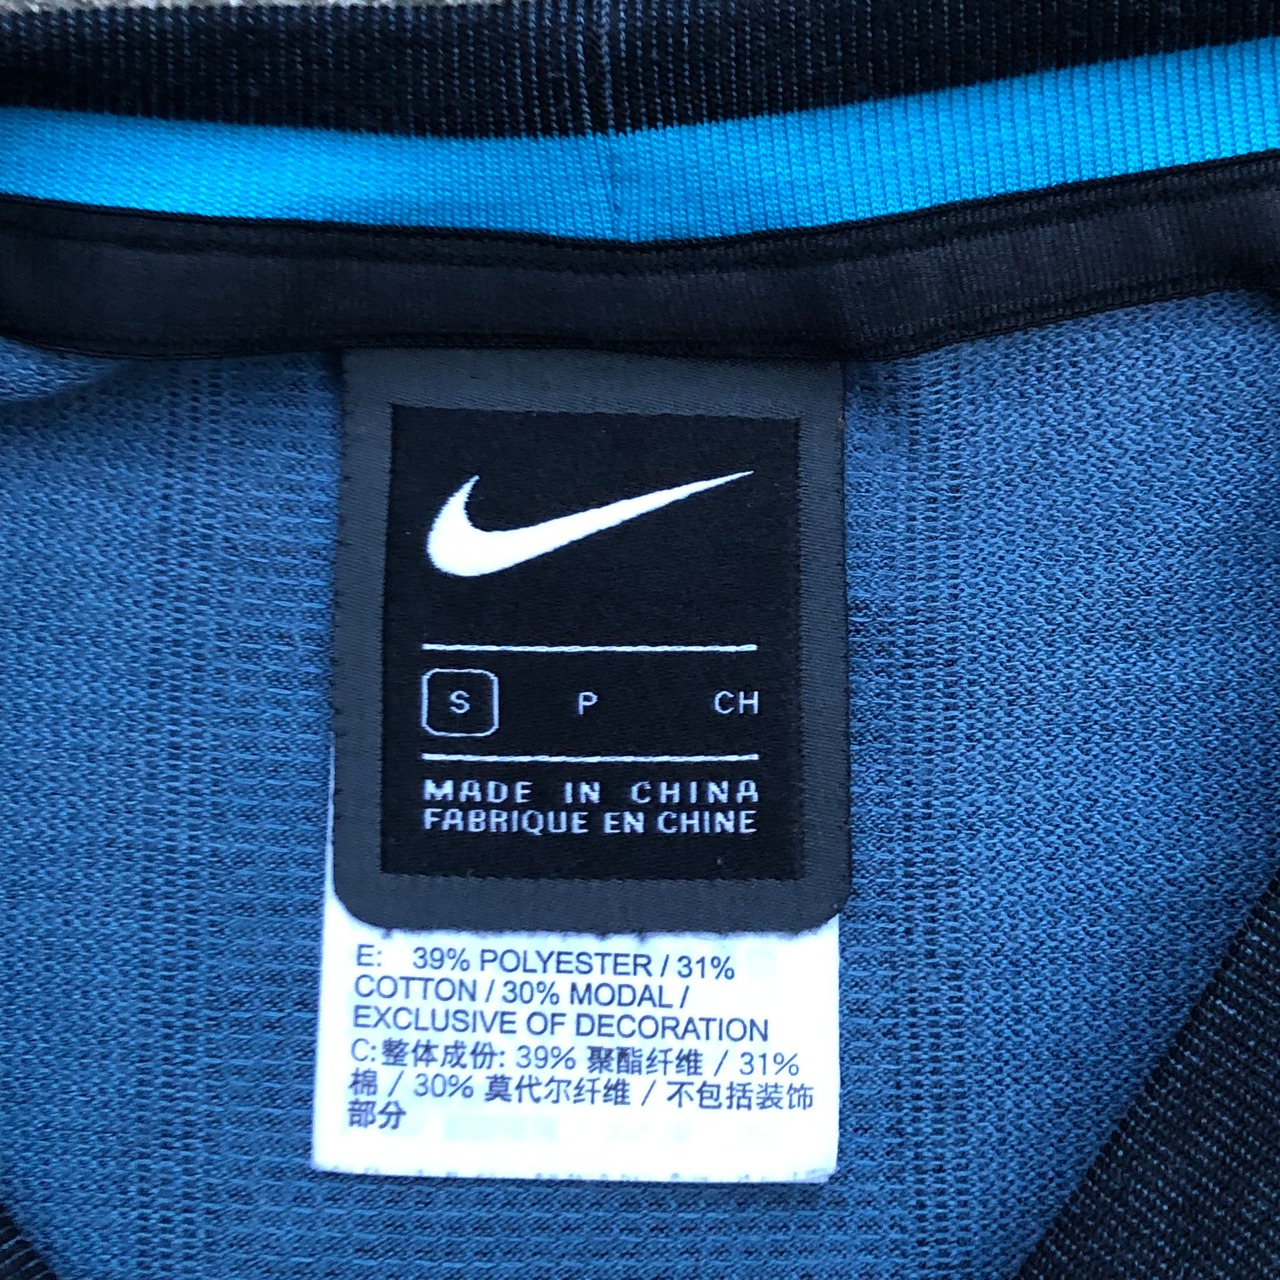 S P CH
MADE IN CHINA
FABRIQUE EN CHINE
E: 39% POLYESTER / 31%
COTTON / 30% MODAL /
EXCLUSIVE OF DECORATION
C:整体成份: 39% 聚酯纤维 / 31%
棉 / 30% 莫代尔纤维 / 不包括装饰
部分